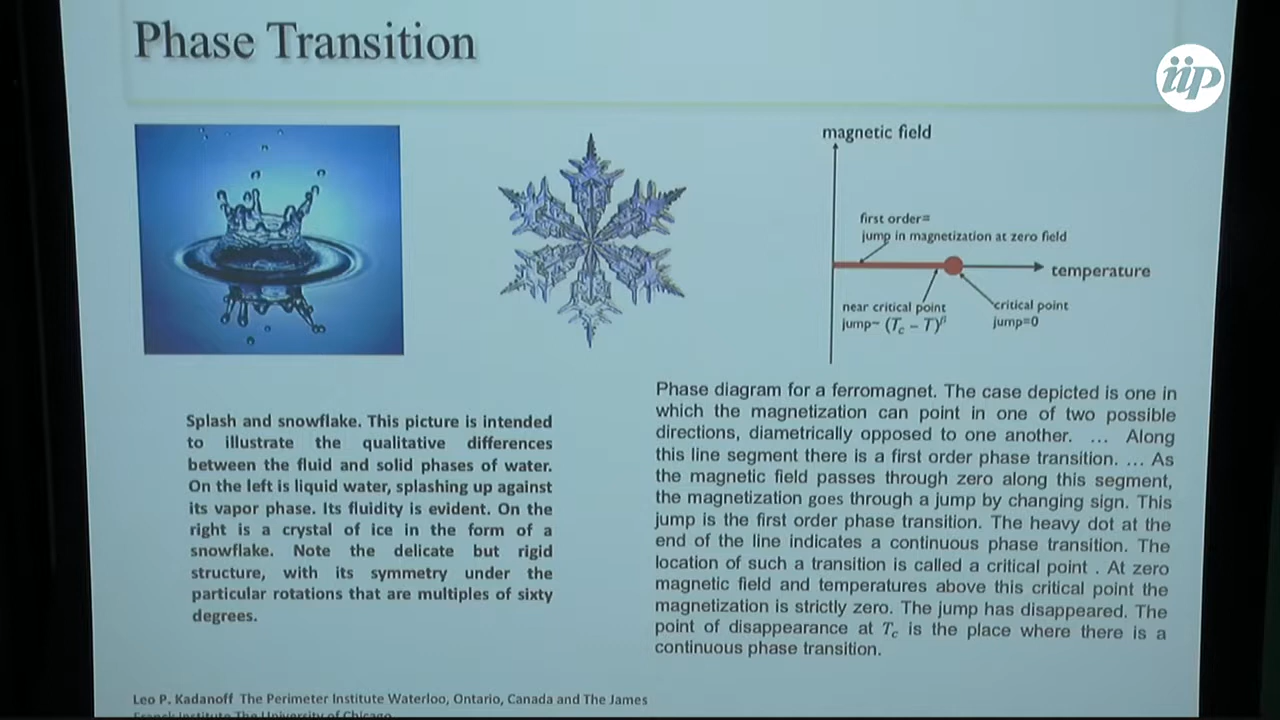 Phase Transition
iip
magnetic field
first order=
jump in magnetization at zero field
temperature
near critical point
jump~ (T_c − T)^β
critical point
jump=0
Splash and snowflake. This picture is intended
to illustrate the qualitative differences
between the fluid and solid phases of water.
On the left is liquid water, splashing up against
its vapor phase. Its fluidity is evident. On the
right is a crystal of ice in the form of a
snowflake. Note the delicate but rigid
structure, with its symmetry under the
particular rotations that are multiples of sixty
degrees.
Phase diagram for a ferromagnet. The case depicted is one in
which the magnetization can point in one of two possible
directions, diametrically opposed to one another. ... Along
this line segment there is a first order phase transition. ... As
the magnetic field passes through zero along this segment,
the magnetization goes through a jump by changing sign. This
jump is the first order phase transition. The heavy dot at the
end of the line indicates a continuous phase transition. The
location of such a transition is called a critical point . At zero
magnetic field and temperatures above this critical point the
magnetization is strictly zero. The jump has disappeared. The
point of disappearance at T_c is the place where there is a
continuous phase transition.
Leo P. Kadanoff The Perimeter Institute Waterloo, Ontario, Canada and The James
Franck Institute The University of Chicago